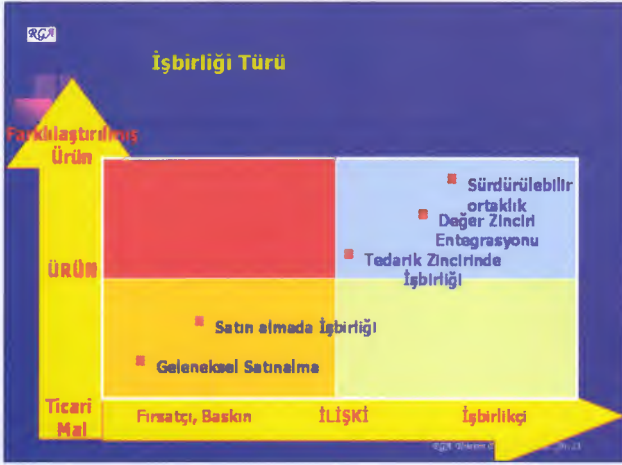 RGA
İşbirliği Türü
Farklılaştırılmış
Ürün
Sürdürülebilir
ortaklık
Değer Zinciri
Entegrasyonu
ÜRÜN
Tedarik Zincirinde
İşbirliği
Satın almada İşbirliği
Geleneksel Satınalma
Ticari
Mal
Fırsatçı, Baskın
İLİŞKİ
İşbirlikçi
RGA